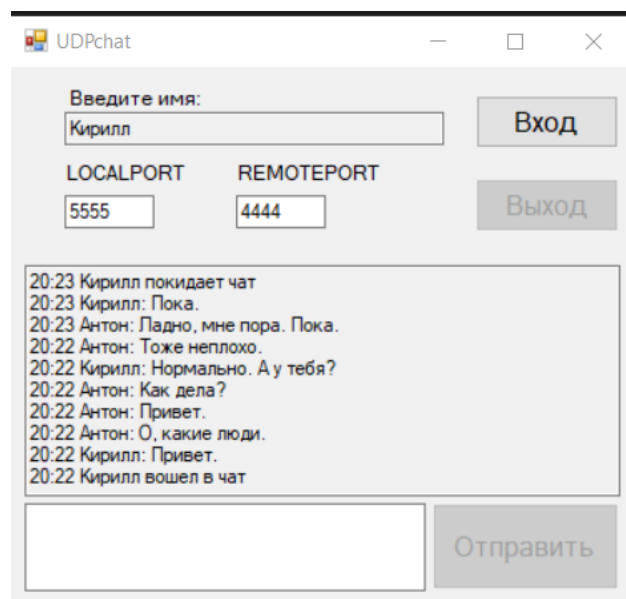 UDPchat
Введите имя:
Кирилл
Вход
LOCALPORT REMOTEPORT
5555 4444
Выход
20:23 Кирилл покидает чат
20:23 Кирилл: Пока.
20:23 Антон: Ладно, мне пора. Пока.
20:22 Антон: Тоже неплохо.
20:22 Кирилл: Нормально. А у тебя?
20:22 Антон: Как дела?
20:22 Антон: Привет.
20:22 Антон: О, какие люди.
20:22 Кирилл: Привет.
20:22 Кирилл вошел в чат
Отправить